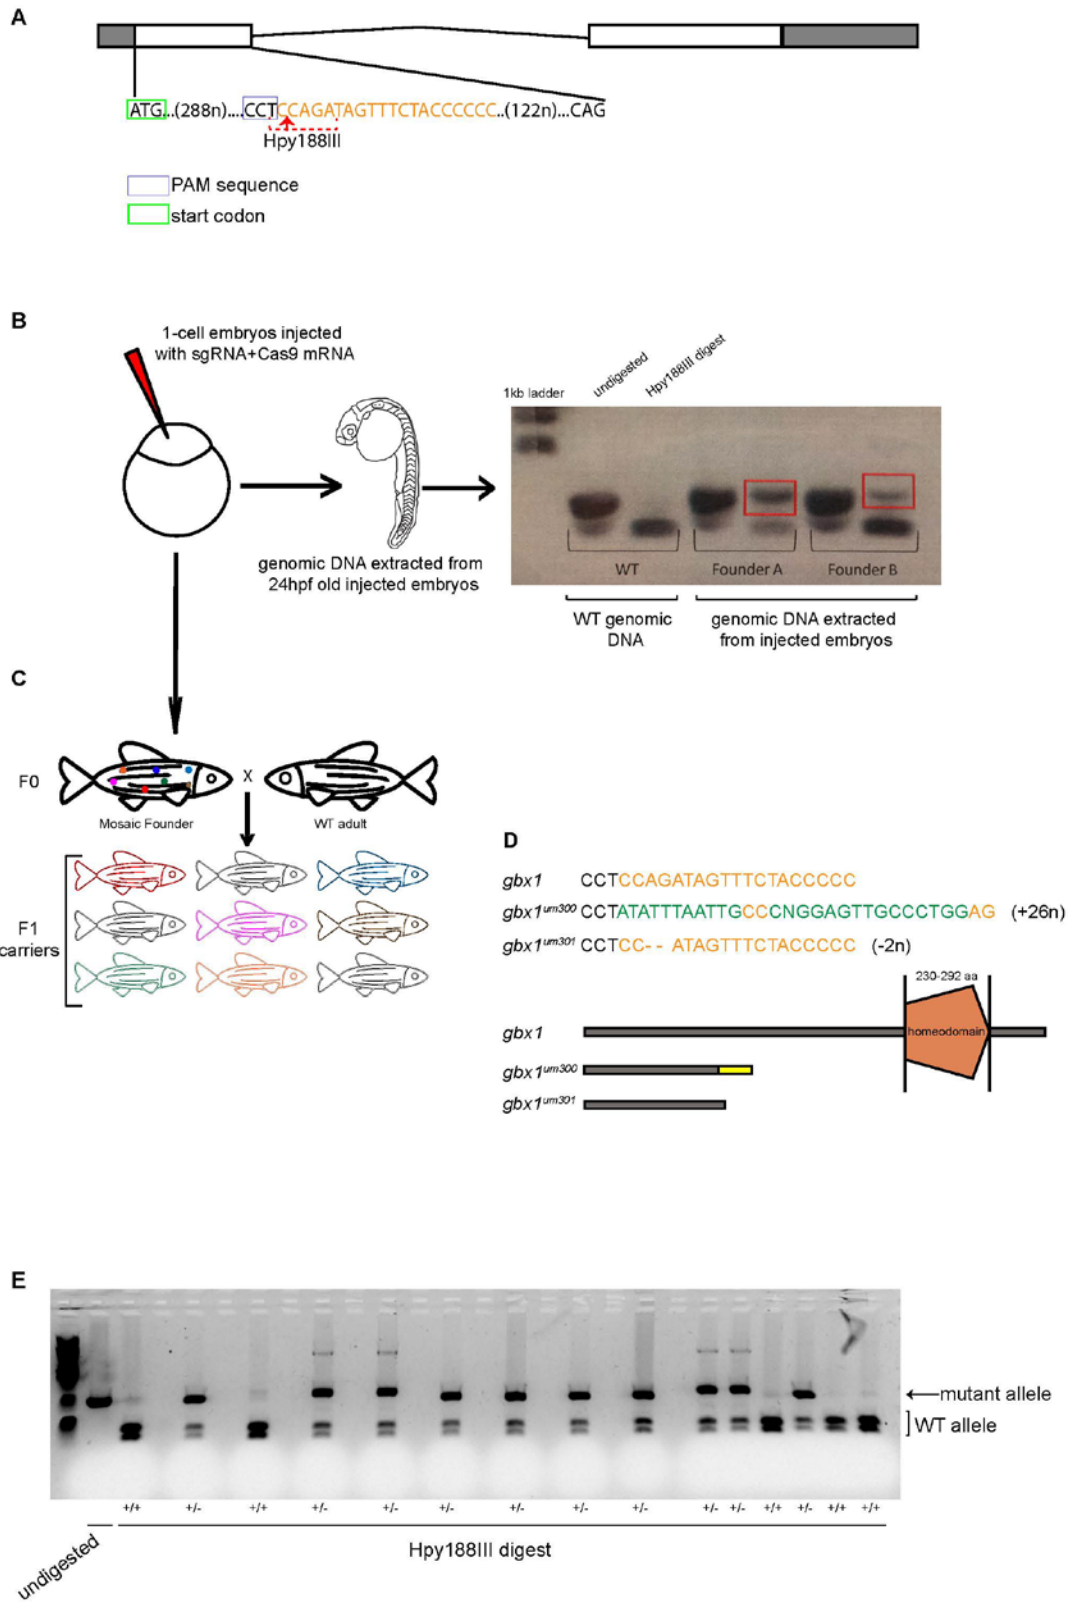 A
ATG...(288n)....CCTCCAGATAGTTTCTACCCCCC..(122n)...CAG
Hpy188III
PAM sequence
start codon
B
1-cell embryos injected
with sgRNA+Cas9 mRNA
genomic DNA extracted from
24hpf old injected embryos
1kb ladder
undigested
Hpy188III digest
WT
Founder A
Founder B
WT genomic
DNA
genomic DNA extracted
from injected embryos
C
F0
X
Mosaic Founder
WT adult
F1
carriers
D
gbx1 CCTCCAGATAGTTTCTACCCCC
gbx1um300 CCTATATTTAATTGCCCNGGAGTTGCCCTGGAG (+26n)
gbx1um301 CCTCC- - ATAGTTTCTACCCCC (-2n)
230-292 aa
gbx1
homeodomain
gbx1um300
gbx1um301
E
←mutant allele
]WT allele
+/+ +/- +/+ +/- +/- +/- +/- +/- +/- +/- +/- +/+ +/- +/+ +/+
undigested
Hpy188III digest